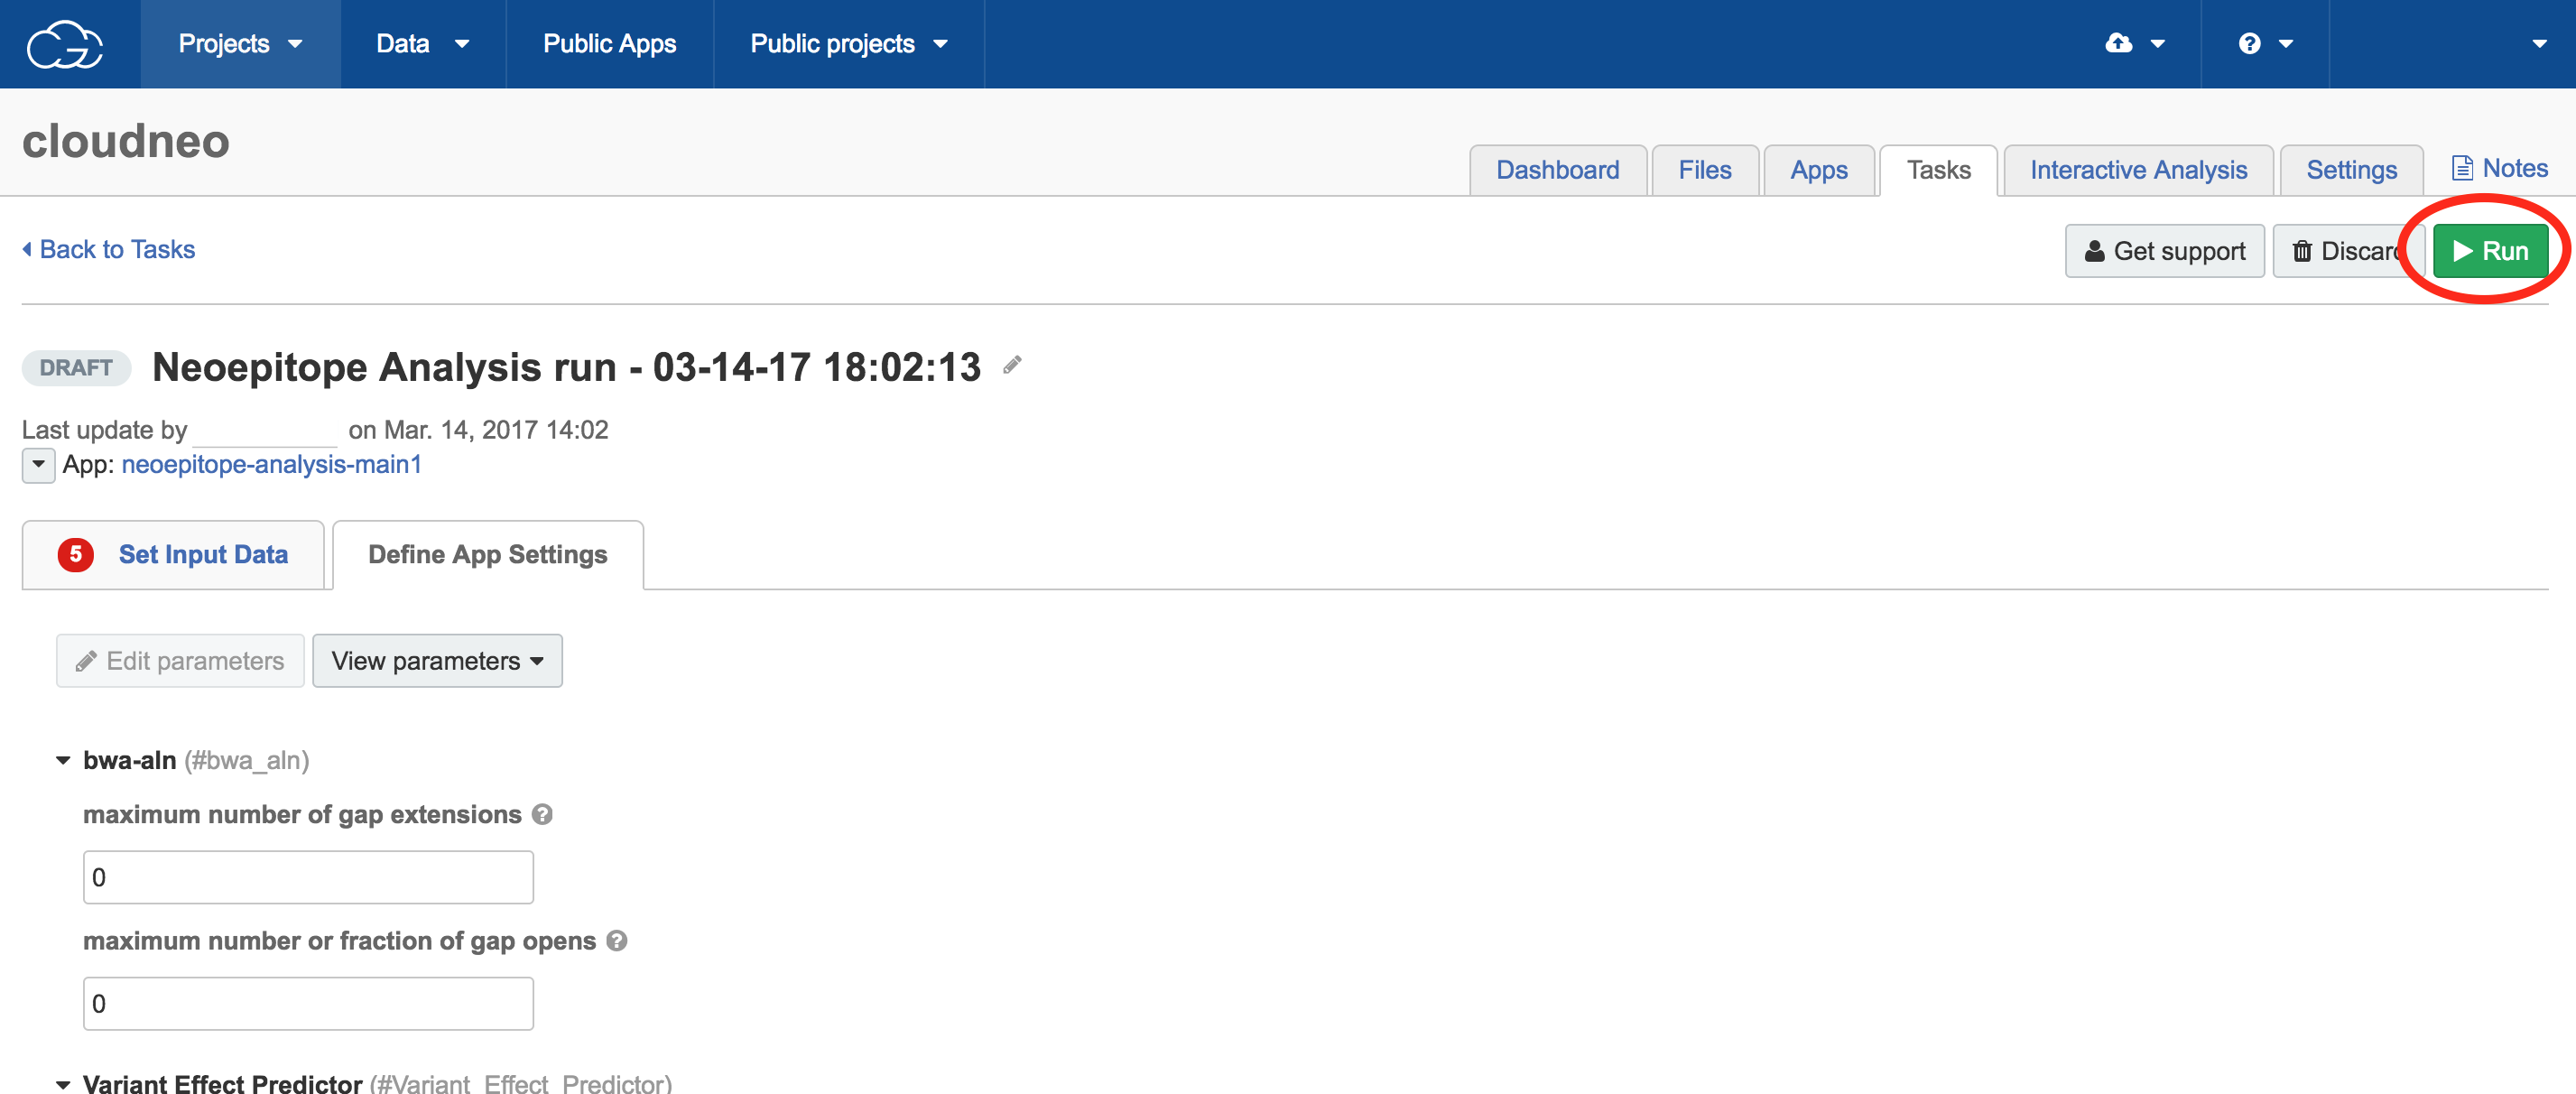 Projects Data Public Apps Public projects
cloudneo
Dashboard Files Apps Tasks Interactive Analysis Settings Notes
Back to Tasks Get support Discard Run
DRAFT Neoepitope Analysis run - 03-14-17 18:02:13
Last update by on Mar. 14, 2017 14:02
App: neoepitope-analysis-main1
5 Set Input Data Define App Settings
Edit parameters View parameters
bwa-aln (#bwa_aln)
maximum number of gap extensions
0
maximum number or fraction of gap opens
0
Variant Effect Predictor (#Variant_Effect_Predictor)